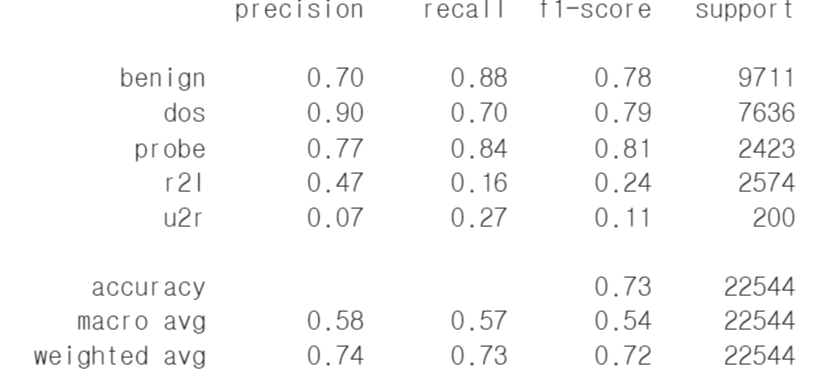 precision recall f1-score support
benign 0.70 0.88 0.78 9711
dos 0.90 0.70 0.79 7636
probe 0.77 0.84 0.81 2423
r2l 0.47 0.16 0.24 2574
u2r 0.07 0.27 0.11 200
accuracy 0.73 22544
macro avg 0.58 0.57 0.54 22544
weighted avg 0.74 0.73 0.72 22544